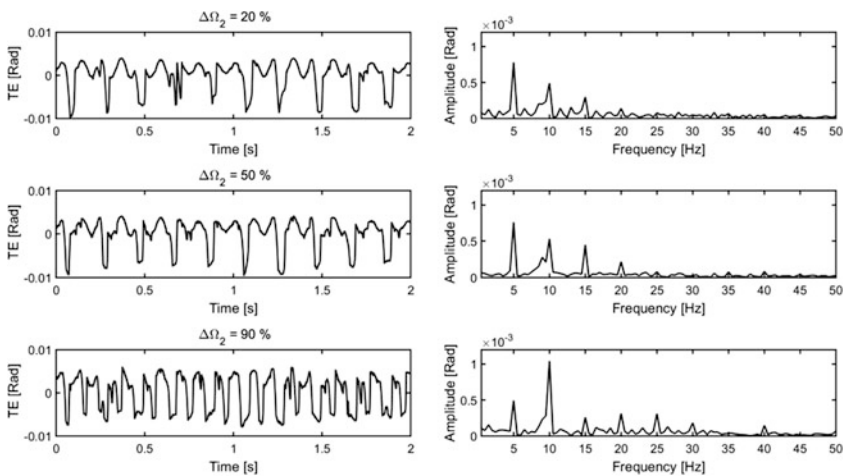 ΔΩ2 = 20 %
TE [Rad]
0.01
0
-0.01
0 0.5 1 1.5 2
Time [s]
×10-3
Amplitude [Rad]
1
0.5
0
5 10 15 20 25 30 35 40 45 50
Frequency [Hz]
ΔΩ2 = 50 %
TE [Rad]
0.01
0
-0.01
0 0.5 1 1.5 2
Time [s]
×10-3
Amplitude [Rad]
1
0.5
0
5 10 15 20 25 30 35 40 45 50
Frequency [Hz]
ΔΩ2 = 90 %
TE [Rad]
0.01
0
-0.01
0 0.5 1 1.5 2
Time [s]
×10-3
Amplitude [Rad]
1
0.5
0
5 10 15 20 25 30 35 40 45 50
Frequency [Hz]